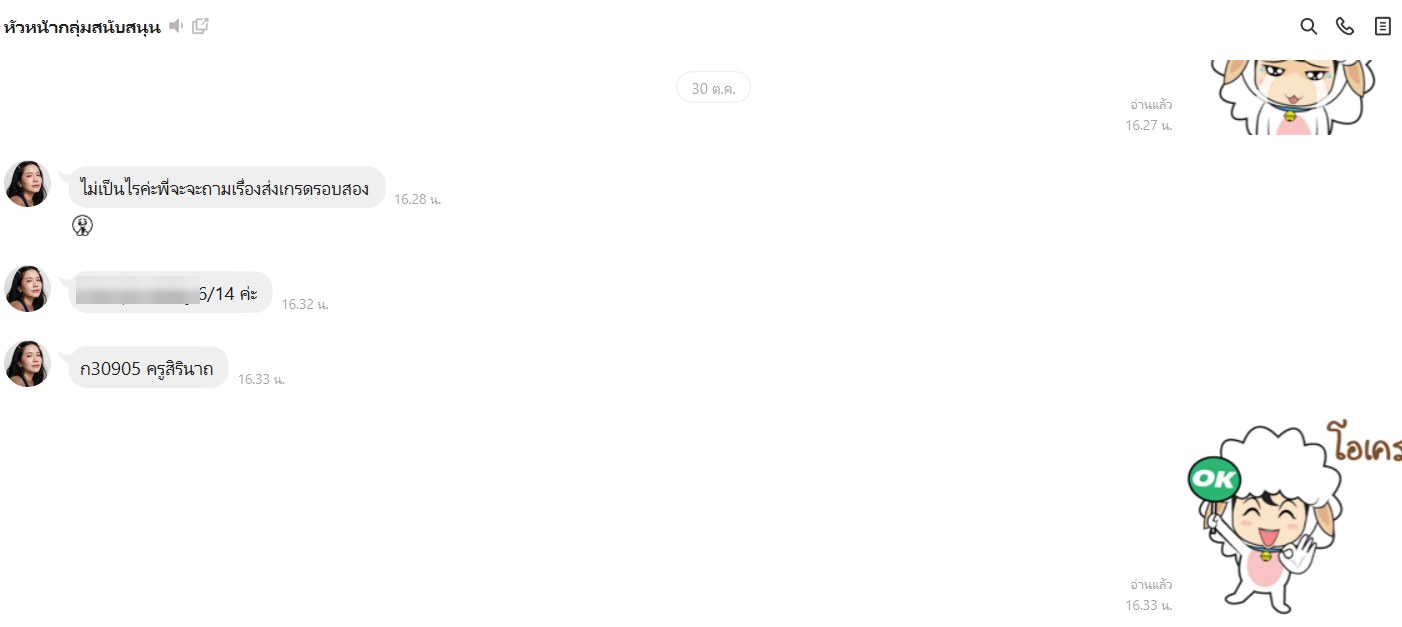 หัวหน้ากลุ่มสนับสนุน
30 ต.ค.
อ่านแล้ว
16.27 น.
ไม่เป็นไรค่ะพี่จะจะถามเรื่องส่งเกรดรอบสอง
16.28 น.
6/14 ค่ะ
16.32 น.
ก30905 ครูสิรินาถ
16.33 น.
OK
อ่านแล้ว
16.33 น.